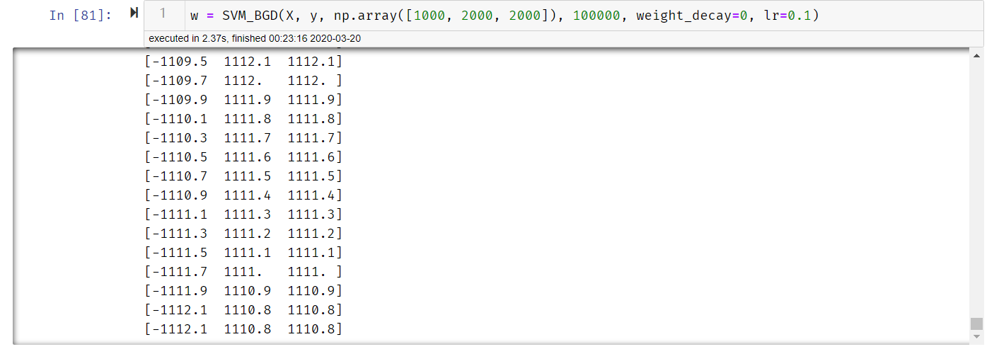 In [81]:
1 w = SVM_BGD(X, y, np.array([1000, 2000, 2000]), 100000, weight_decay=0, lr=0.1)
executed in 2.37s, finished 00:23:16 2020-03-20
[-1109.5  1112.1  1112.1]
[-1109.7  1112.   1112. ]
[-1109.9  1111.9  1111.9]
[-1110.1  1111.8  1111.8]
[-1110.3  1111.7  1111.7]
[-1110.5  1111.6  1111.6]
[-1110.7  1111.5  1111.5]
[-1110.9  1111.4  1111.4]
[-1111.1  1111.3  1111.3]
[-1111.3  1111.2  1111.2]
[-1111.5  1111.1  1111.1]
[-1111.7  1111.   1111. ]
[-1111.9  1110.9  1110.9]
[-1112.1  1110.8  1110.8]
[-1112.1  1110.8  1110.8]